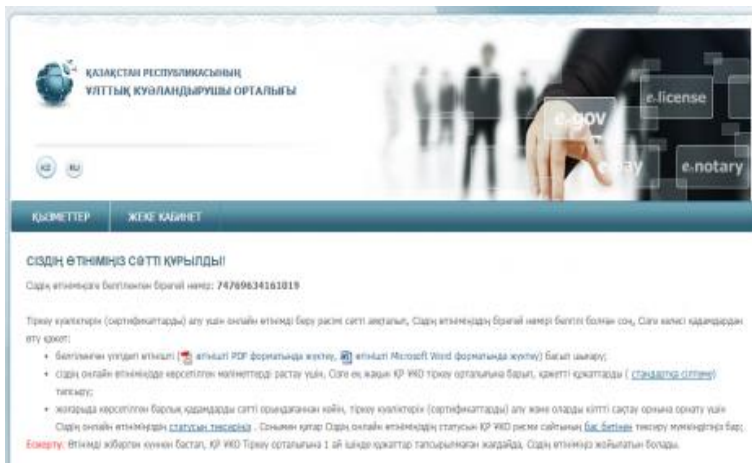 ҚАЗАҚСТАН РЕСПУБЛИКАСЫНЫҢ
ҰЛТТЫҚ КУӘЛАНДЫРУШЫ ОРТАЛЫҒЫ
e-license
e-gov
e-notary
KZ RU
ҚЫЗМЕТТЕР ЖЕКЕ КАБИНЕТ
СІЗДІҢ ӨТІНІМІҢІЗ СӘТТІ ҚҰРЫЛДЫ!
Сіздің өтініміңізге белгіленген бірегей нөмір: 74769634161019
Тіркеу куәліктерін (сертификаттарды) алу үшін онлайн өтінімді беру рәсімі сәтті аяқталып, Сіздің өтініміңіздің бірегей нөмері белгілі болған соң, Сізге келесі қадамдардан
өту қажет:
• белгіленген үлгідегі өтінішті ( өтінішті PDF форматында жүктеу, өтінішті Microsoft Word форматында жүктеу) басып шығару;
• сіздің онлайн өтініміңізде көрсетілген мәліметтерді растау үшін, Сізге ең жақын ҚР ҰКО тіркеу орталығына барып, қажетті құжаттарды ( стандартқа сілтеме)
тапсыру;
• жоғарыда көрсетілген барлық қадамдарды сәтті орындағаннан кейін, тіркеу куәліктерін (сертификаттарды) алу және оларды кілтті сақтау орнына орнату үшін
Сіздің онлайн өтініміңіздің статусын тексеріңіз . Сонымен қатар Сіздің онлайн өтініміңіздің статусын ҚР ҰКО ресми сайтының бас бетінен тексеру мүмкіндігіңіз бар;
Ескерту: Өтінімді жіберген күннен бастап, ҚР ҰКО Тіркеу орталығына 1 ай ішінде құжаттар тапсырылмаған жағдайда, Сіздің өтініміңіз жойылатын болады.